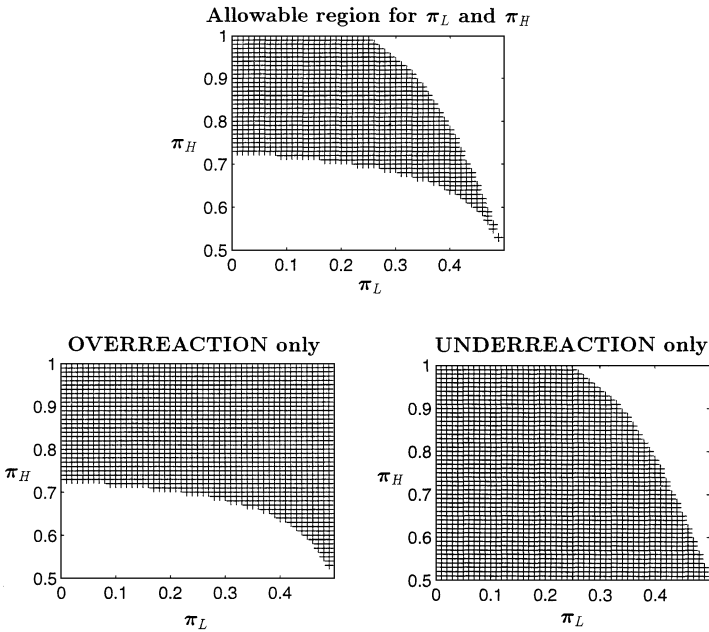 Allowable region for π_L and π_H
1
0.9
0.8
π_H
0.7
0.6
0.5
0 0.1 0.2 0.3 0.4
π_L
OVERREACTION only
1
0.9
0.8
π_H
0.7
0.6
0.5
0 0.1 0.2 0.3 0.4
π_L
UNDERREACTION only
1
0.9
0.8
π_H
0.7
0.6
0.5
0 0.1 0.2 0.3 0.4
π_L